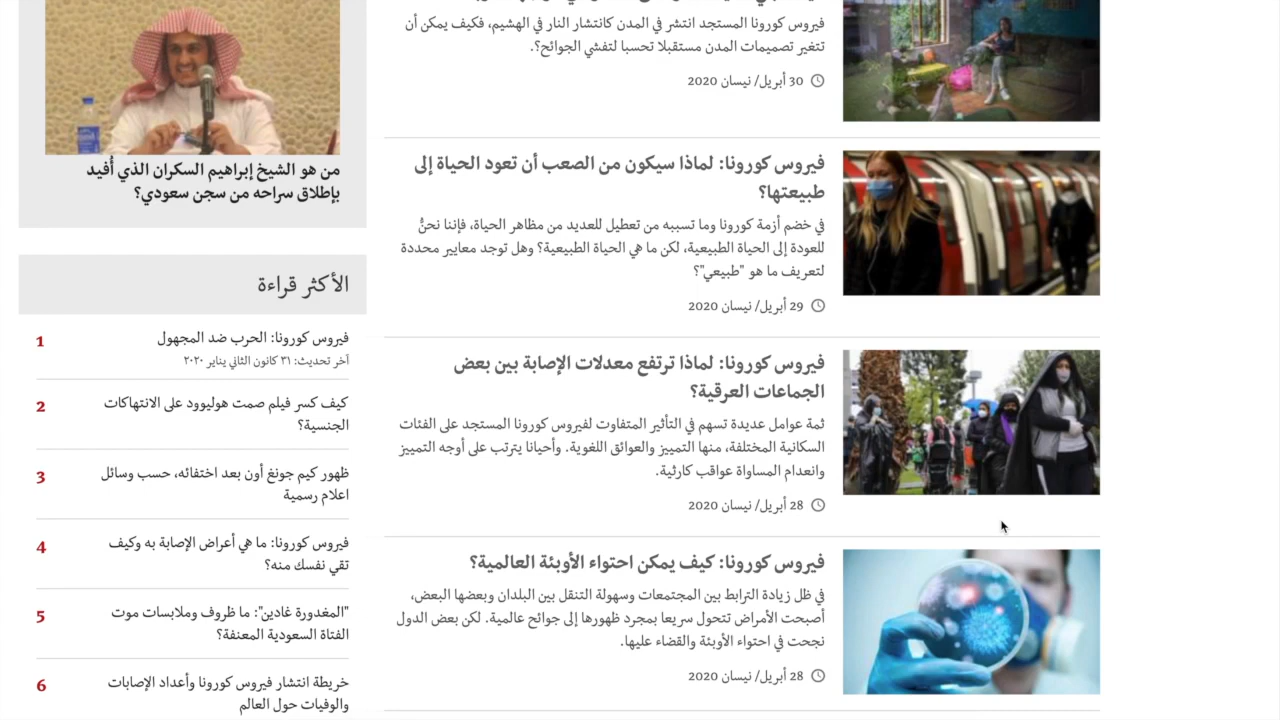 فيروس كورونا المستجد انتشر في المدن كانتشار النار في الهشيم، فكيف يمكن أن
تتغير تصميمات المدن مستقبلا تحسبا لتفشي الجوائح؟.
30 أبريل/ نيسان 2020
فيروس كورونا: لماذا سيكون من الصعب أن تعود الحياة إلى
طبيعتها؟
في خضم أزمة كورونا وما تسببه من تعطيل للعديد من مظاهر الحياة، فإننا نحنُّ
للعودة إلى الحياة الطبيعية، لكن ما هي الحياة الطبيعية؟ وهل توجد معايير محددة
لتعريف ما هو "طبيعي"؟
29 أبريل/ نيسان 2020
فيروس كورونا: لماذا ترتفع معدلات الإصابة بين بعض
الجماعات العرقية؟
ثمة عوامل عديدة تسهم في التأثير المتفاوت لفيروس كورونا المستجد على الفئات
السكانية المختلفة، منها التمييز والعوائق اللغوية. وأحيانا يترتب على أوجه التمييز
وانعدام المساواة عواقب كارثية.
28 أبريل/ نيسان 2020
فيروس كورونا: كيف يمكن احتواء الأوبئة العالمية؟
في ظل زيادة الترابط بين المجتمعات وسهولة التنقل بين البلدان وبعضها البعض،
أصبحت الأمراض تتحول سريعا بمجرد ظهورها إلى جوائح عالمية. لكن بعض الدول
نجحت في احتواء الأوبئة والقضاء عليها.
28 أبريل/ نيسان 2020
من هو الشيخ إبراهيم السكران الذي أُفيد
بإطلاق سراحه من سجن سعودي؟
الأكثر قراءة
1 فيروس كورونا: الحرب ضد المجهول
آخر تحديث: ٣١ كانون الثاني يناير ٢٠٢٠
2 كيف كسر فيلم صمت هوليوود على الانتهاكات
الجنسية؟
3 ظهور كيم جونغ أون بعد اختفائه، حسب وسائل
اعلام رسمية
4 فيروس كورونا: ما هي أعراض الإصابة به وكيف
تقي نفسك منه؟
5 "المغدورة غادين": ما ظروف وملابسات موت
الفتاة السعودية المعنفة؟
6 خريطة انتشار فيروس كورونا وأعداد الإصابات
والوفيات حول العالم